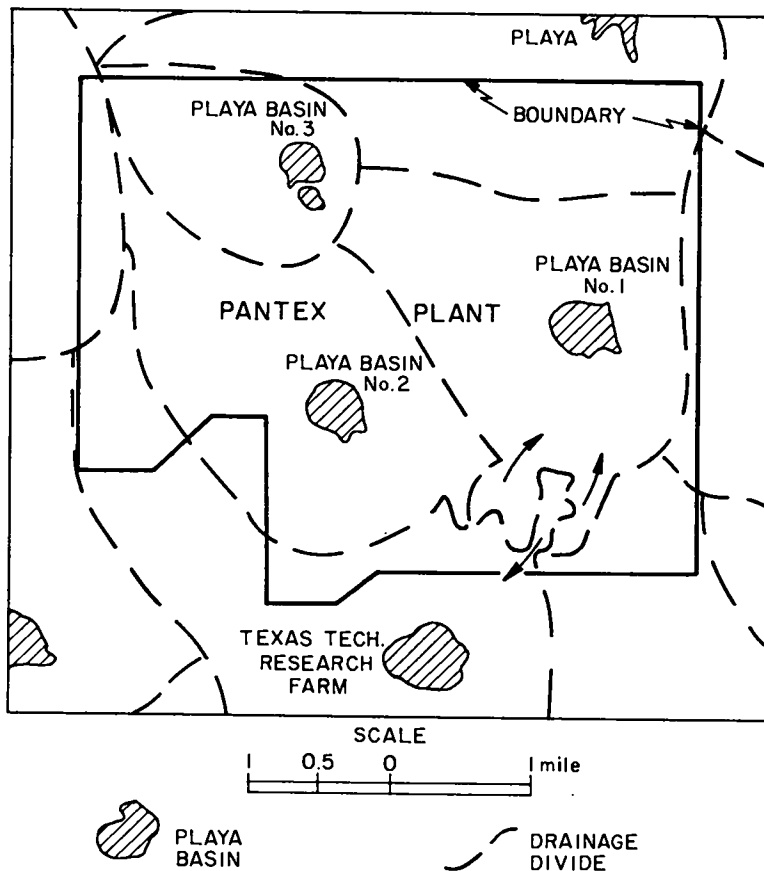 PLAYA
BOUNDARY
PLAYA BASIN
No. 3
PLAYA BASIN
No. 1
PANTEX PLANT
PLAYA BASIN
No. 2
TEXAS TECH.
RESEARCH
FARM
SCALE
1 0.5 0 1 mile
PLAYA
BASIN
DRAINAGE
DIVIDE